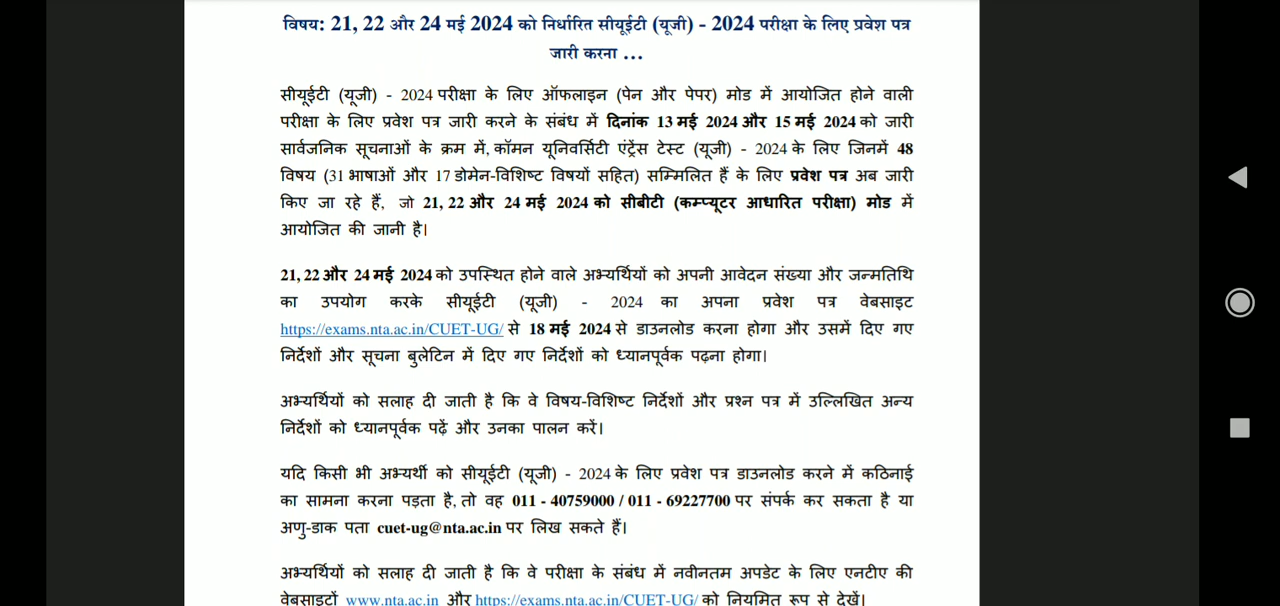 विषय: 21, 22 और 24 मई 2024 को निर्धारित सीयूईटी (यूजी) - 2024 परीक्षा के लिए प्रवेश पत्र
जारी करना ...
सीयूईटी (यूजी) - 2024 परीक्षा के लिए ऑफलाइन (पेन और पेपर) मोड में आयोजित होने वाली
परीक्षा के लिए प्रवेश पत्र जारी करने के संबंध में दिनांक 13 मई 2024 और 15 मई 2024 को जारी
सार्वजनिक सूचनाओं के क्रम में, कॉमन यूनिवर्सिटी एंट्रेंस टेस्ट (यूजी) - 2024 के लिए जिनमें 48
विषय (31 भाषाओं और 17 डोमेन-विशिष्ट विषयों सहित) सम्मिलित हैं के लिए प्रवेश पत्र अब जारी
किए जा रहे हैं, जो 21, 22 और 24 मई 2024 को सीबीटी (कम्प्यूटर आधारित परीक्षा) मोड में
आयोजित की जानी है।
21, 22 और 24 मई 2024 को उपस्थित होने वाले अभ्यर्थियों को अपनी आवेदन संख्या और जन्मतिथि
का उपयोग करके सीयूईटी (यूजी) - 2024 का अपना प्रवेश पत्र वेबसाइट
https://exams.nta.ac.in/CUET-UG/ से 18 मई 2024 से डाउनलोड करना होगा और उसमें दिए गए
निर्देशों और सूचना बुलेटिन में दिए गए निर्देशों को ध्यानपूर्वक पढ़ना होगा।
अभ्यर्थियों को सलाह दी जाती है कि वे विषय-विशिष्ट निर्देशों और प्रश्न पत्र में उल्लिखित अन्य
निर्देशों को ध्यानपूर्वक पढ़ें और उनका पालन करें।
यदि किसी भी अभ्यर्थी को सीयूईटी (यूजी) - 2024 के लिए प्रवेश पत्र डाउनलोड करने में कठिनाई
का सामना करना पड़ता है, तो वह 011 - 40759000 / 011 - 69227700 पर संपर्क कर सकता है या
अणु-डाक पता cuet-ug@nta.ac.in पर लिख सकते हैं।
अभ्यर्थियों को सलाह दी जाती है कि वे परीक्षा के संबंध में नवीनतम अपडेट के लिए एनटीए की
वेबसाइटों www.nta.ac.in और https://exams.nta.ac.in/CUET-UG/ को नियमित रूप से देखें।